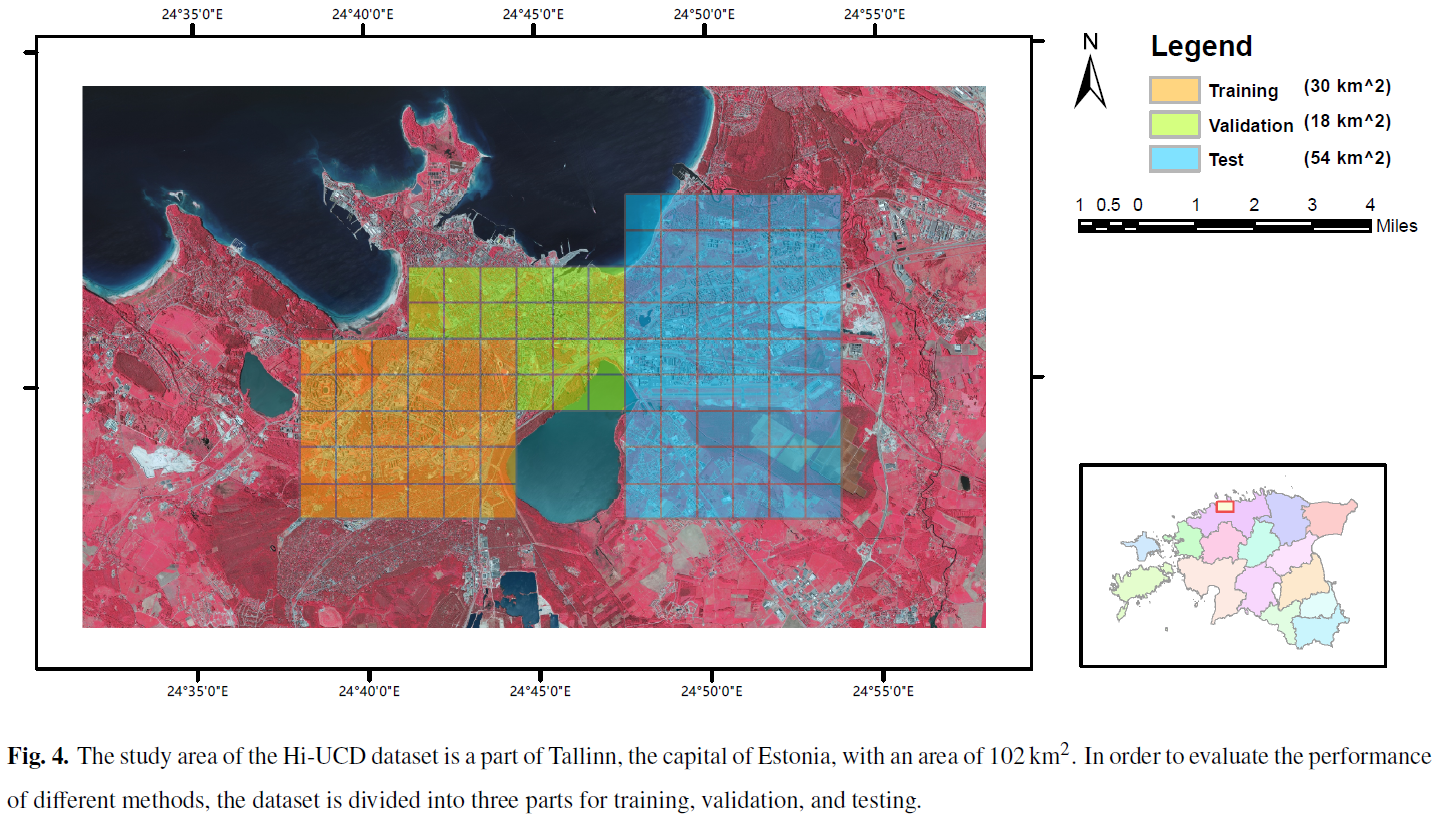 24°35'0"E 24°40'0"E 24°45'0"E 24°50'0"E 24°55'0"E
N
Legend
Training (30 km^2)
Validation (18 km^2)
Test (54 km^2)
1 0.5 0 1 2 3 4
Miles
24°35'0"E 24°40'0"E 24°45'0"E 24°50'0"E 24°55'0"E
Fig. 4. The study area of the Hi-UCD dataset is a part of Tallinn, the capital of Estonia, with an area of 102 km². In order to evaluate the performance
of different methods, the dataset is divided into three parts for training, validation, and testing.